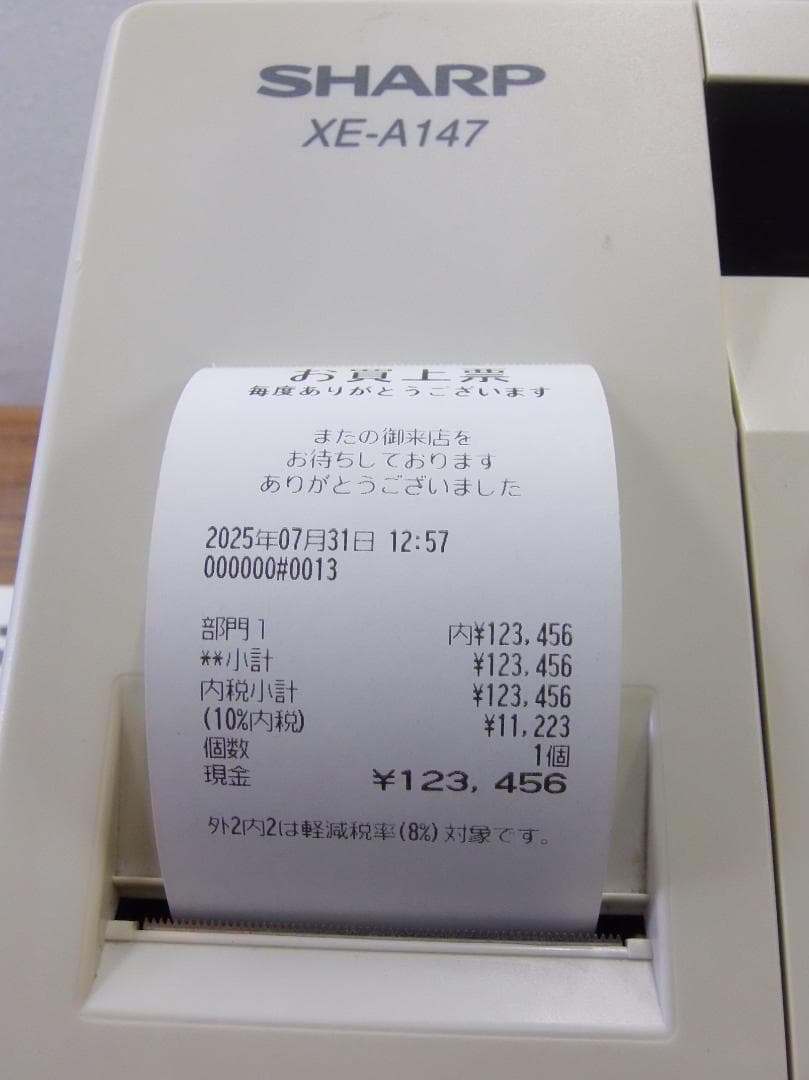 SHARP
XE-A147
お買上票
毎度ありがとうございます
またの御来店を
お待ちしております
ありがとうございました
2025年07月31日 12:57
000000#0013
部門1 内¥123,456
**小計 ¥123,456
内税小計 ¥123,456
(10%内税) ¥11,223
個数 1個
現金 ¥123,456
外2内2は軽減税率(8%)対象です。